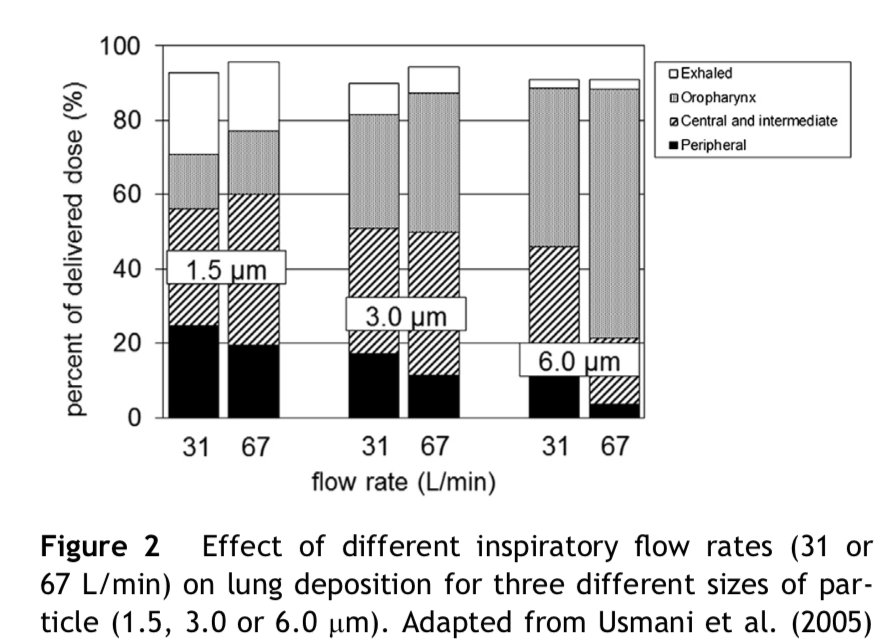 100
80
60
40
20
0
percent of delivered dose (%)
1.5 µm
3.0 µm
6.0 µm
31 67 31 67 31 67
flow rate (L/min)
Exhaled
Oropharynx
Central and intermediate
Peripheral
Figure 2 Effect of different inspiratory flow rates (31 or
67 L/min) on lung deposition for three different sizes of par-
ticle (1.5, 3.0 or 6.0 μm). Adapted from Usmani et al. (2005)